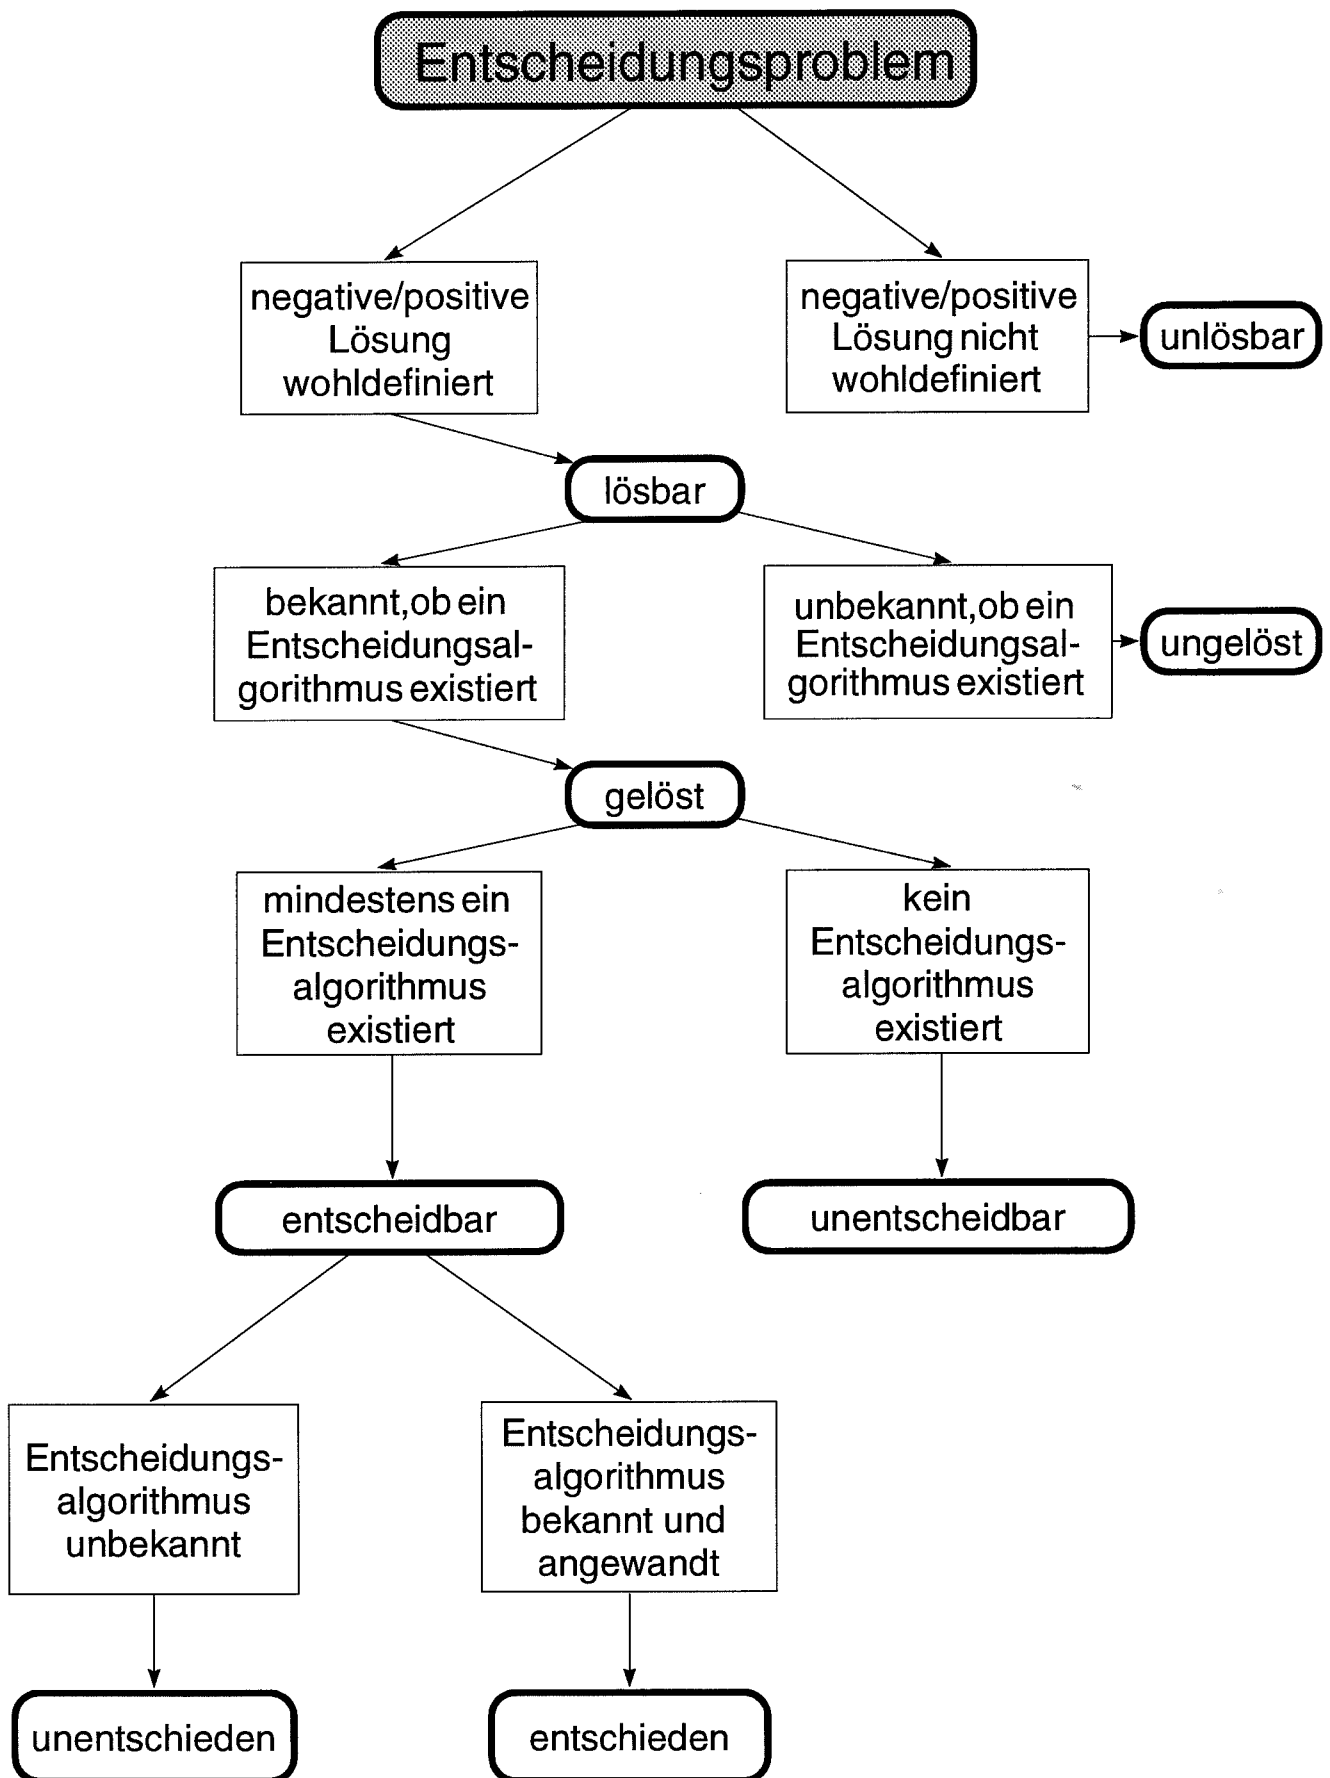 Entscheidungsproblem
negative/positive
Lösung
wohldefiniert
negative/positive
Lösung nicht
wohldefiniert
unlösbar
lösbar
bekannt, ob ein
Entscheidungsal-
gorithmus existiert
unbekannt, ob ein
Entscheidungsal-
gorithmus existiert
ungelöst
gelöst
mindestens ein
Entscheidungs-
algorithmus
existiert
kein
Entscheidungs-
algorithmus
existiert
entscheidbar
unentscheidbar
Entscheidungs-
algorithmus
unbekannt
Entscheidungs-
algorithmus
bekannt und
angewandt
unentschieden
entschieden